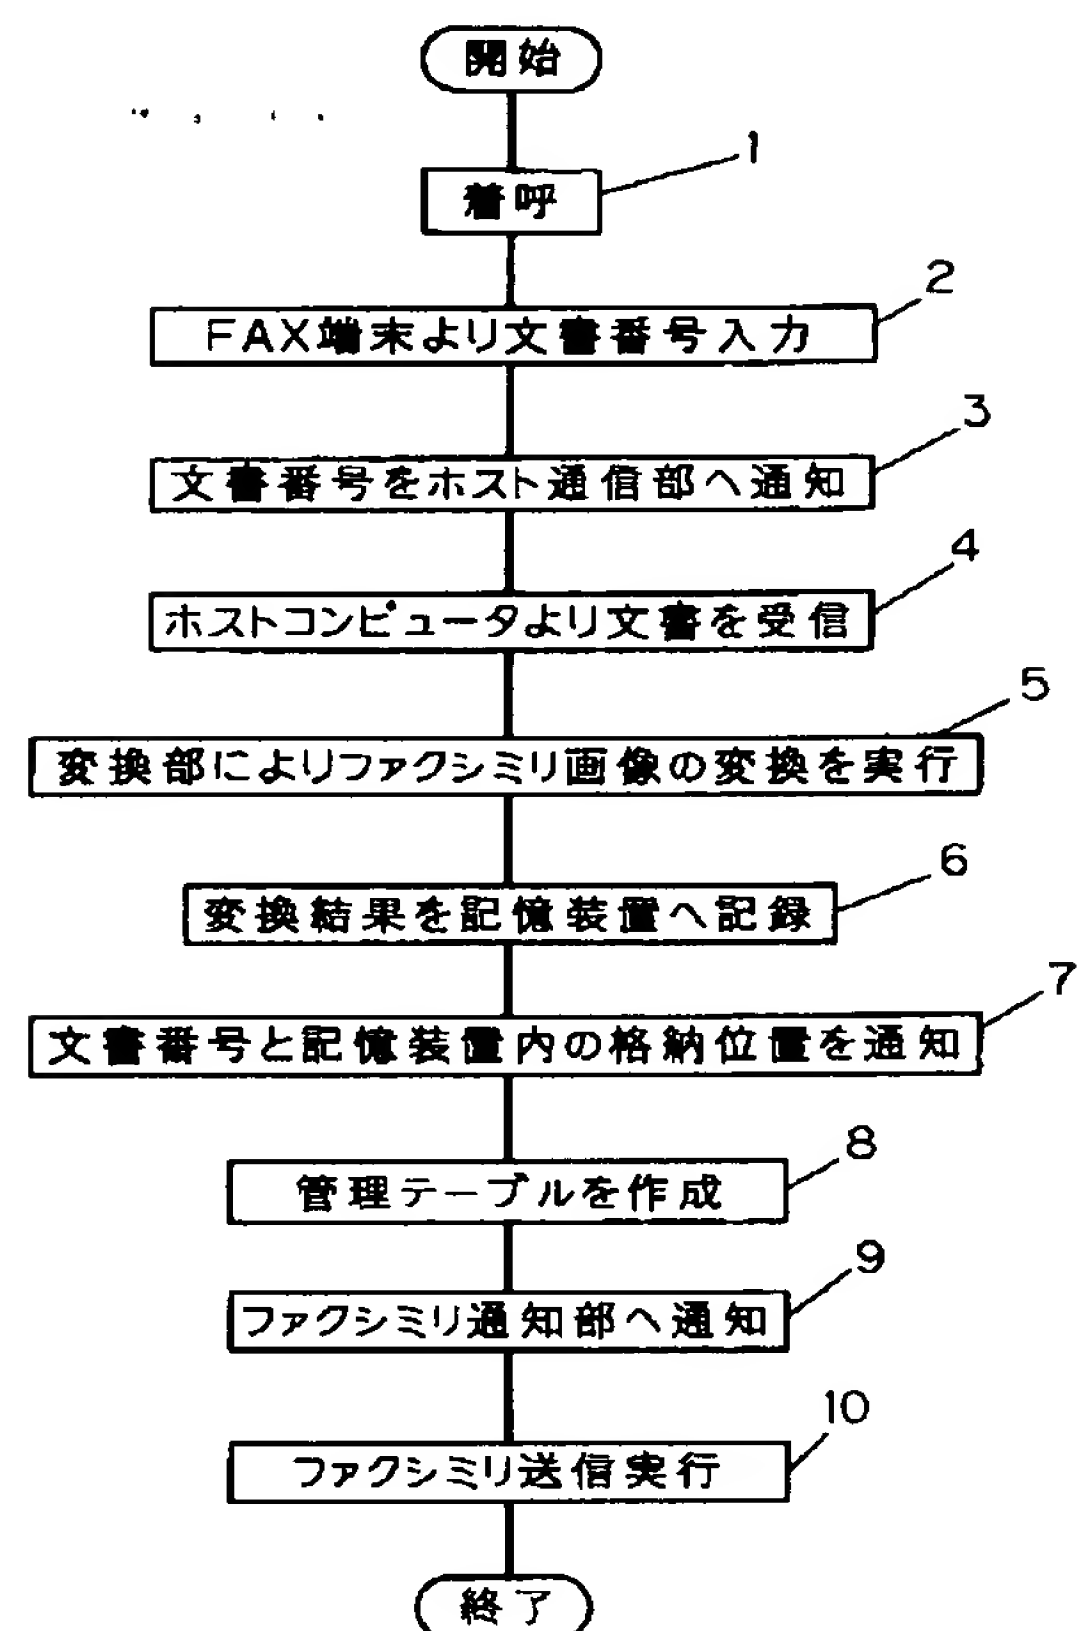 開始
1
着呼
2
FAX端末より文書番号入力
3
文書番号をホスト通信部へ通知
4
ホストコンピュータより文書を受信
5
変換部によりファクシミリ画像の変換を実行
6
変換結果を記憶装置へ記録
7
文書番号と記憶装置内の格納位置を通知
8
管理テーブルを作成
9
ファクシミリ通知部へ通知
10
ファクシミリ送信実行
終了